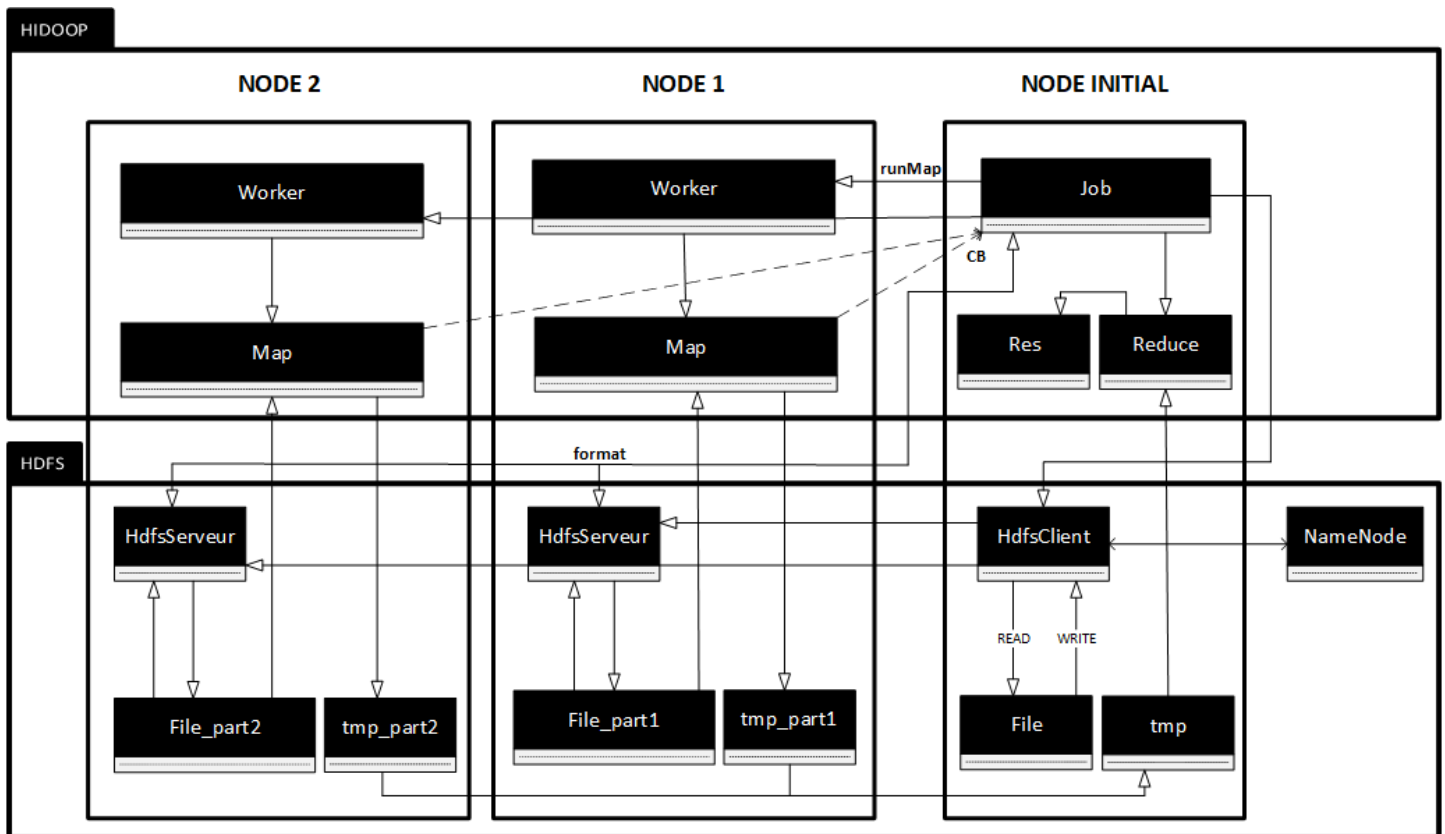 HIDOOP
NODE 2
NODE 1
NODE INITIAL
Worker
Worker
runMap
Job
CB
Map
Map
Res
Reduce
HDFS
format
HdfsServeur
HdfsServeur
HdfsClient
NameNode
READ
WRITE
File_part2
tmp_part2
File_part1
tmp_part1
File
tmp